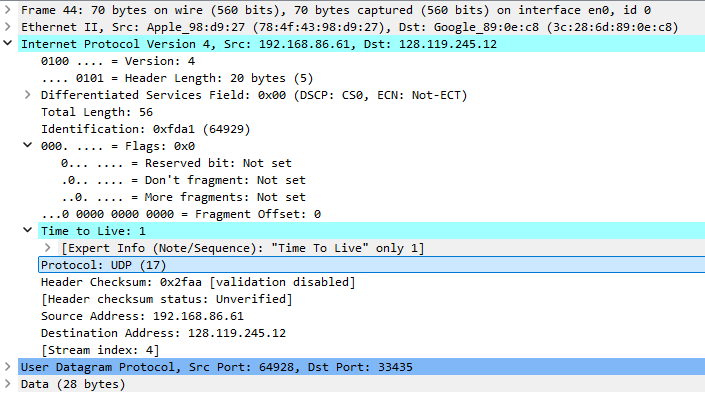 Frame 44: 70 bytes on wire (560 bits), 70 bytes captured (560 bits) on interface en0, id 0
Ethernet II, Src: Apple_98:d9:27 (78:4f:43:98:d9:27), Dst: Google_89:0e:c8 (3c:28:6d:89:0e:c8)
Internet Protocol Version 4, Src: 192.168.86.61, Dst: 128.119.245.12
0100 .... = Version: 4
.... 0101 = Header Length: 20 bytes (5)
Differentiated Services Field: 0x00 (DSCP: CS0, ECN: Not-ECT)
Total Length: 56
Identification: 0xfda1 (64929)
000. .... = Flags: 0x0
0... .... = Reserved bit: Not set
.0.. .... = Don't fragment: Not set
..0. .... = More fragments: Not set
...0 0000 0000 0000 = Fragment Offset: 0
Time to Live: 1
[Expert Info (Note/Sequence): "Time To Live" only 1]
Protocol: UDP (17)
Header Checksum: 0x2faa [validation disabled]
[Header checksum status: Unverified]
Source Address: 192.168.86.61
Destination Address: 128.119.245.12
[Stream index: 4]
User Datagram Protocol, Src Port: 64928, Dst Port: 33435
Data (28 bytes)